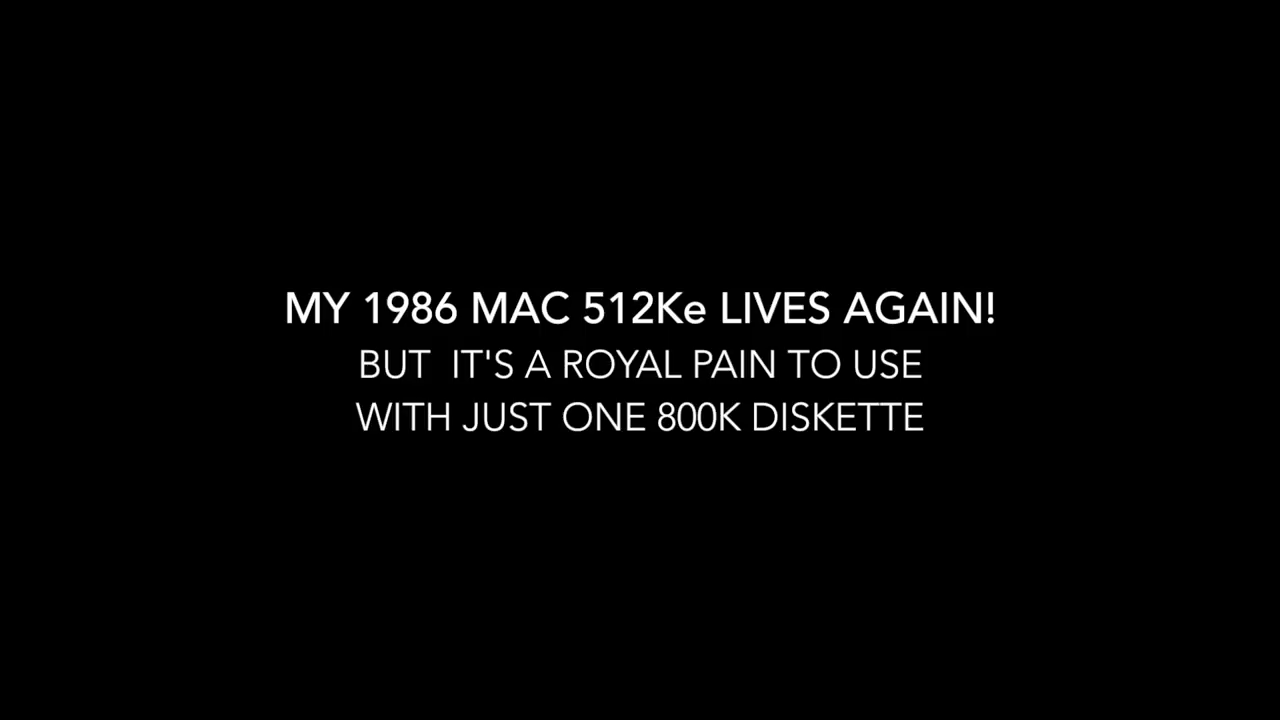 MY 1986 MAC 512Ke LIVES AGAIN!
BUT  IT'S A ROYAL PAIN TO USE
WITH JUST ONE 800K DISKETTE